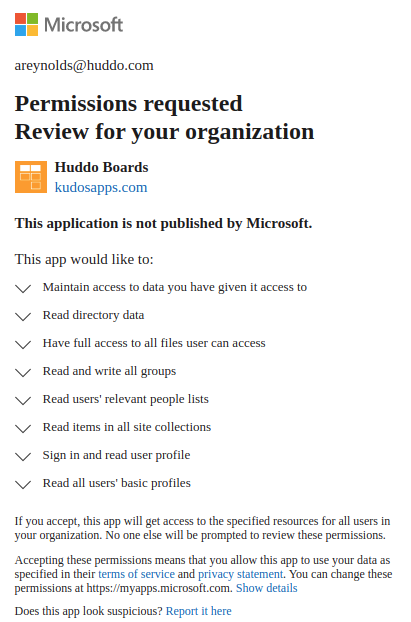 Microsoft
areynolds@huddo.com
Permissions requested
Review for your organization
Huddo Boards
kudosapps.com
This application is not published by Microsoft.
This app would like to:
Maintain access to data you have given it access to
Read directory data
Have full access to all files user can access
Read and write all groups
Read users' relevant people lists
Read items in all site collections
Sign in and read user profile
Read all users' basic profiles
If you accept, this app will get access to the specified resources for all users in
your organization. No one else will be prompted to review these permissions.
Accepting these permissions means that you allow this app to use your data as
specified in their terms of service and privacy statement. You can change these
permissions at https://myapps.microsoft.com. Show details
Does this app look suspicious? Report it here